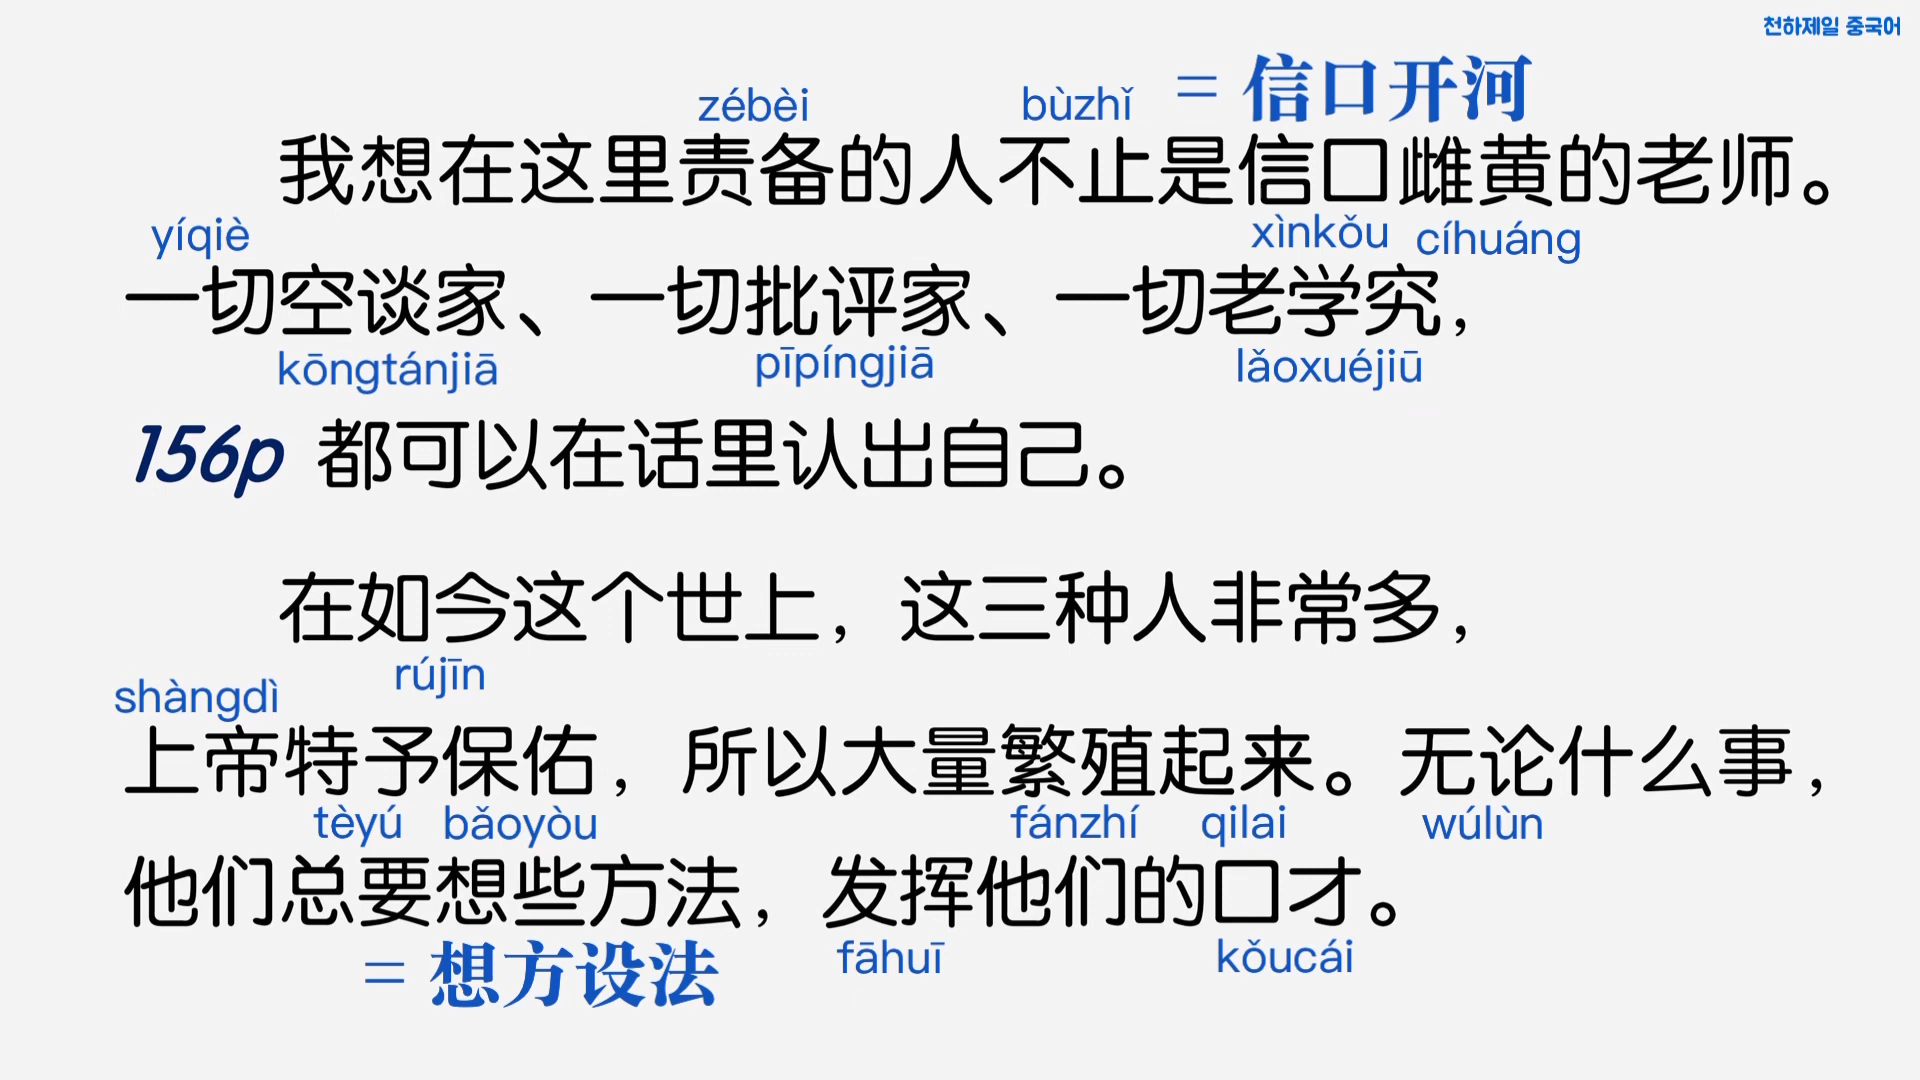 천하제일 중국어
zébèi bùzhǐ = 信口开河
我想在这里责备的人不止是信口雌黄的老师。
yíqiè xìnkǒu cíhuáng
一切空谈家、一切批评家、一切老学究，
kōngtánjiā pīpíngjiā lǎoxuéjiū
156p 都可以在话里认出自己。
在如今这个世上，这三种人非常多，
shàngdì rújīn
上帝特予保佑，所以大量繁殖起来。无论什么事，
tèyú bǎoyòu fánzhí qilai wúlùn
他们总要想些方法，发挥他们的口才。
= 想方设法 fāhuī kǒucái